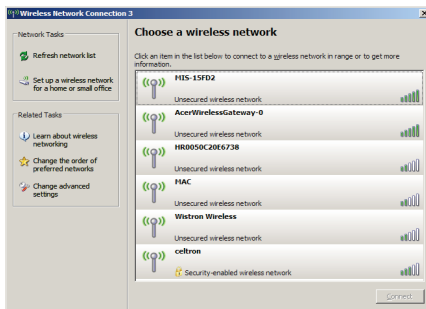 Wireless Network Connection 3
Network Tasks
Refresh network list
Set up a wireless network
for a home or small office
Related Tasks
Learn about wireless
networking
Change the order of
preferred networks
Change advanced
settings
Choose a wireless network
Click an item in the list below to connect to a wireless network in range or to get more
information.
MIS-15FD2
Unsecured wireless network
AcerWirelessGateway-0
Unsecured wireless network
HR0050C20E6738
Unsecured wireless network
MAC
Unsecured wireless network
Wistron Wireless
Unsecured wireless network
celtron
Security-enabled wireless network
Connect